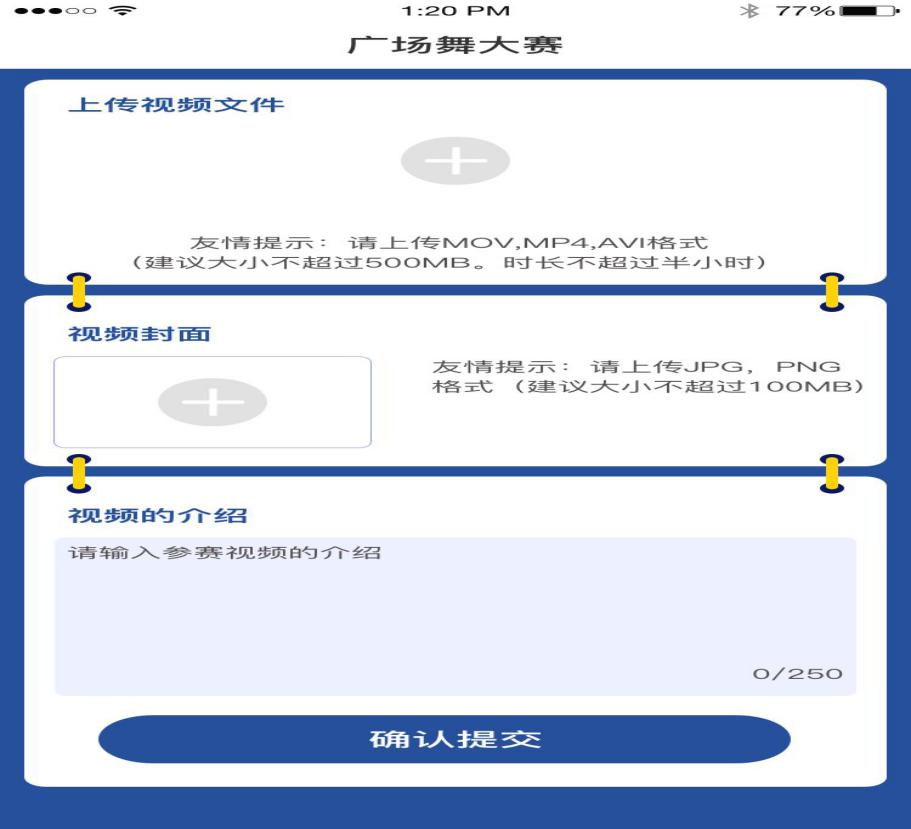 1:20 PM
77%
广场舞大赛
上传视频文件
友情提示：请上传MOV,MP4,AVI格式
(建议大小不超过500MB。时长不超过半小时)
视频封面
友情提示：请上传JPG，PNG
格式（建议大小不超过100MB)
视频的介绍
请输入参赛视频的介绍
0/250
确认提交